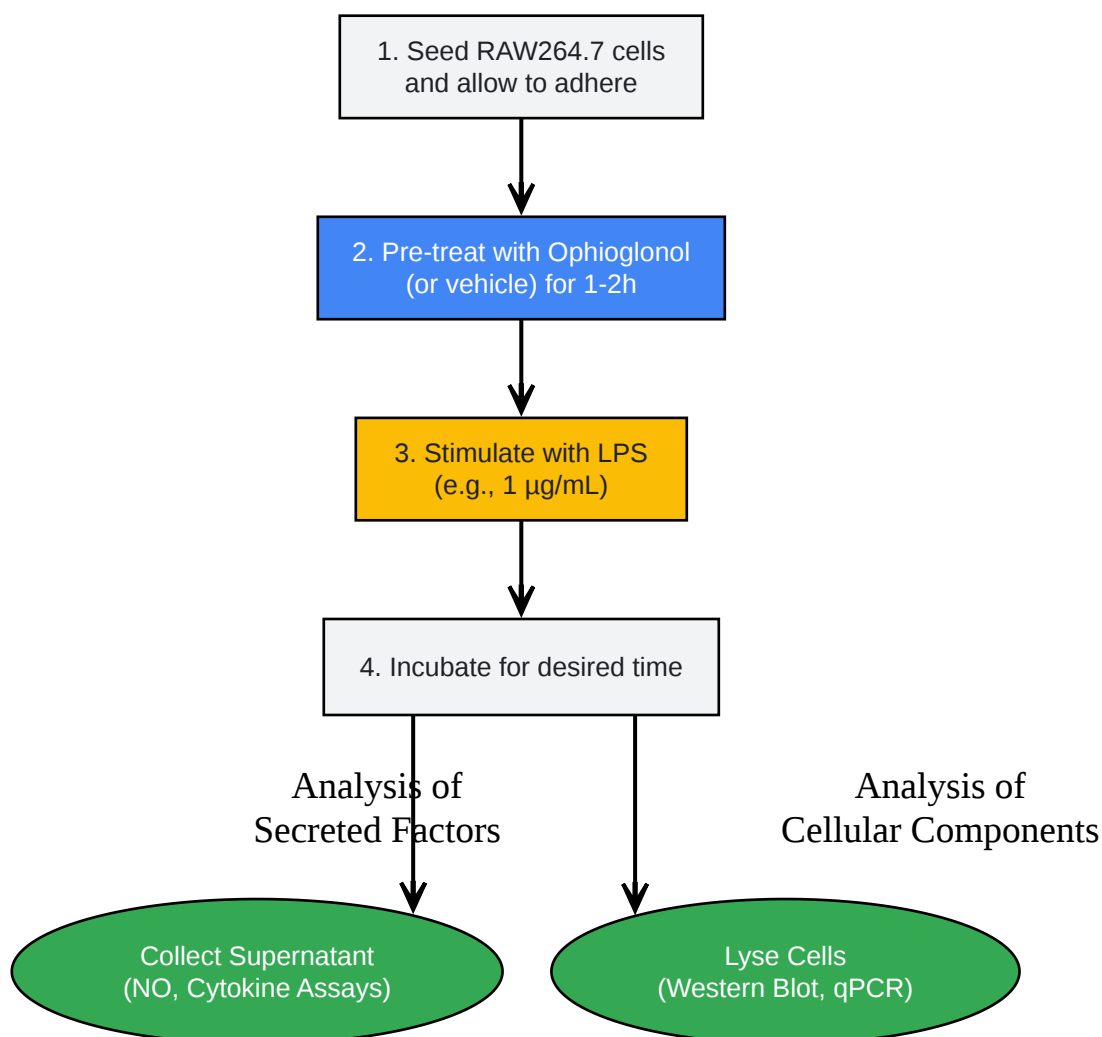 1. Seed RAW264.7 cells
and allow to adhere
2. Pre-treat with Ophioglonol
(or vehicle) for 1-2h
3. Stimulate with LPS
(e.g., 1 µg/mL)
4. Incubate for desired time
Analysis of
Secreted Factors
Analysis of
Cellular Components
Collect Supernatant
(NO, Cytokine Assays)
Lyse Cells
(Western Blot, qPCR)